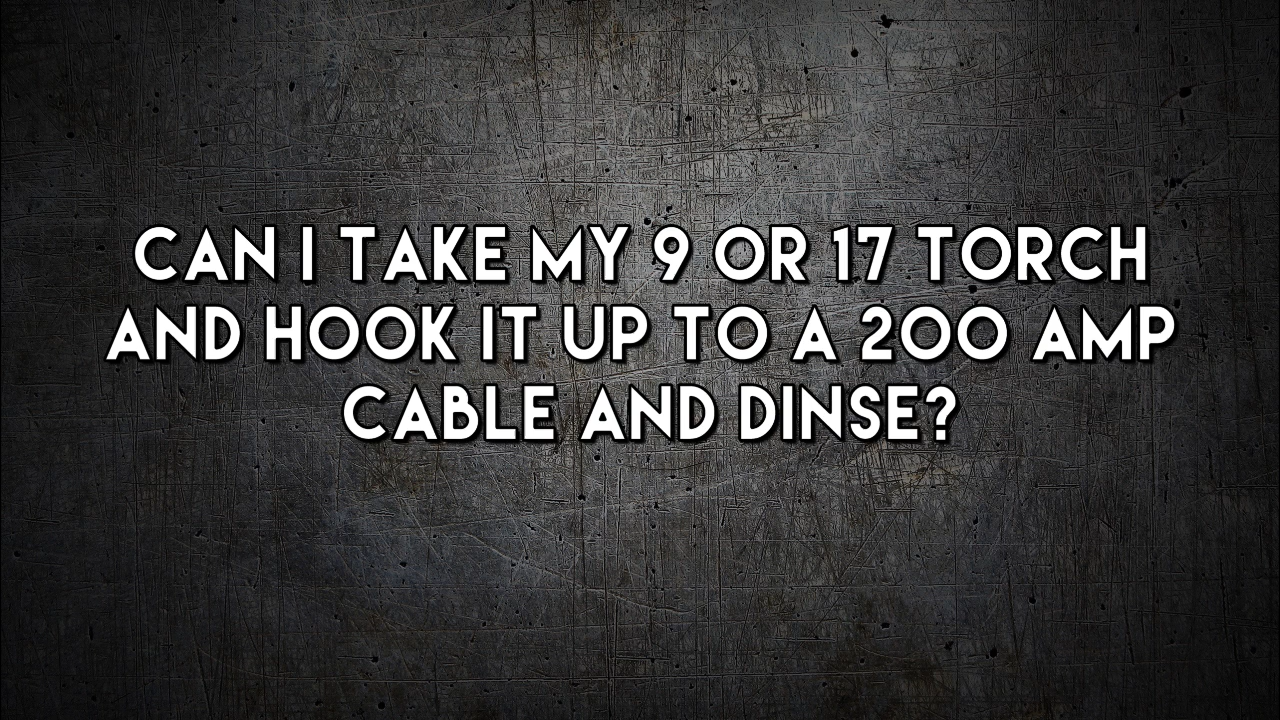 CAN I TAKE MY 9 OR 17 TORCH
AND HOOK IT UP TO A 200 AMP
CABLE AND DINSE?